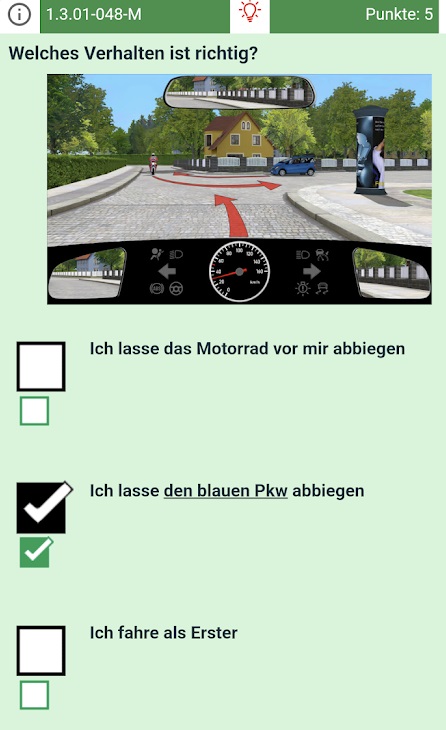 1.3.01-048-M
Punkte: 5
Welches Verhalten ist richtig?
Ich lasse das Motorrad vor mir abbiegen
Ich lasse den blauen Pkw abbiegen
Ich fahre als Erster